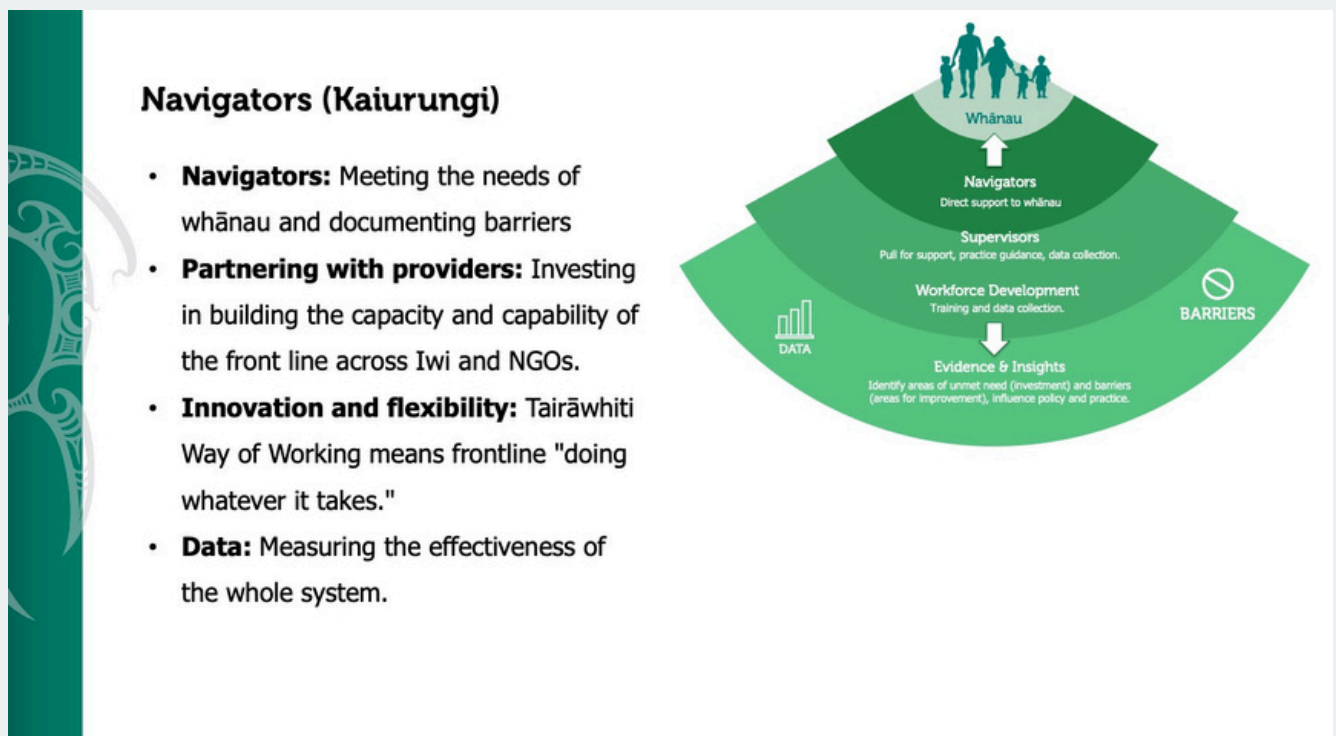 Navigators (Kaiurungi)
• Navigators: Meeting the needs of
whānau and documenting barriers
• Partnering with providers: Investing
in building the capacity and capability of
the front line across Iwi and NGOs.
• Innovation and flexibility: Tairāwhiti
Way of Working means frontline "doing
whatever it takes."
• Data: Measuring the effectiveness of
the whole system.
Whānau
Navigators
Direct support to whānau
Supervisors
Pull for support, practice guidance, data collection.
Workforce Development
Training and data collection.
DATA
BARRIERS
Evidence & Insights
Identify areas of unmet need (investment) and barriers
(areas for improvement), influence policy and practice.